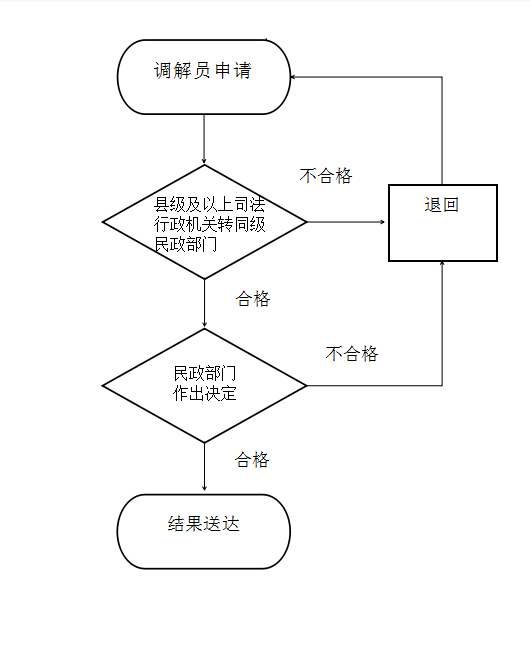 调解员申请
不合格
县级及以上司法
行政机关转同级
民政部门
退回
合格
不合格
民政部门
作出决定
合格
结果送达